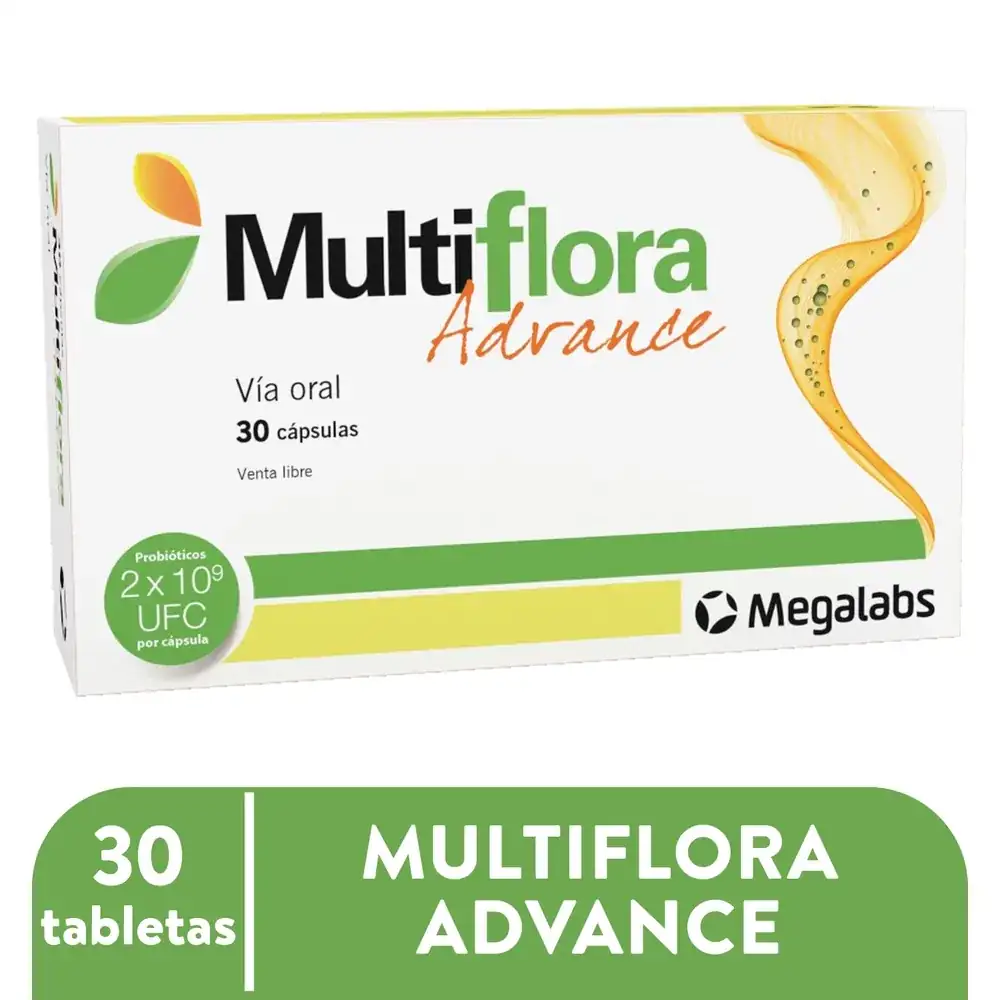 Multiflora
Advance
Vía oral
30 cápsulas
Venta libre
Probióticos
2 x 10⁹
UFC
por cápsula
Megalabs
30
tabletas
MULTIFLORA
ADVANCE